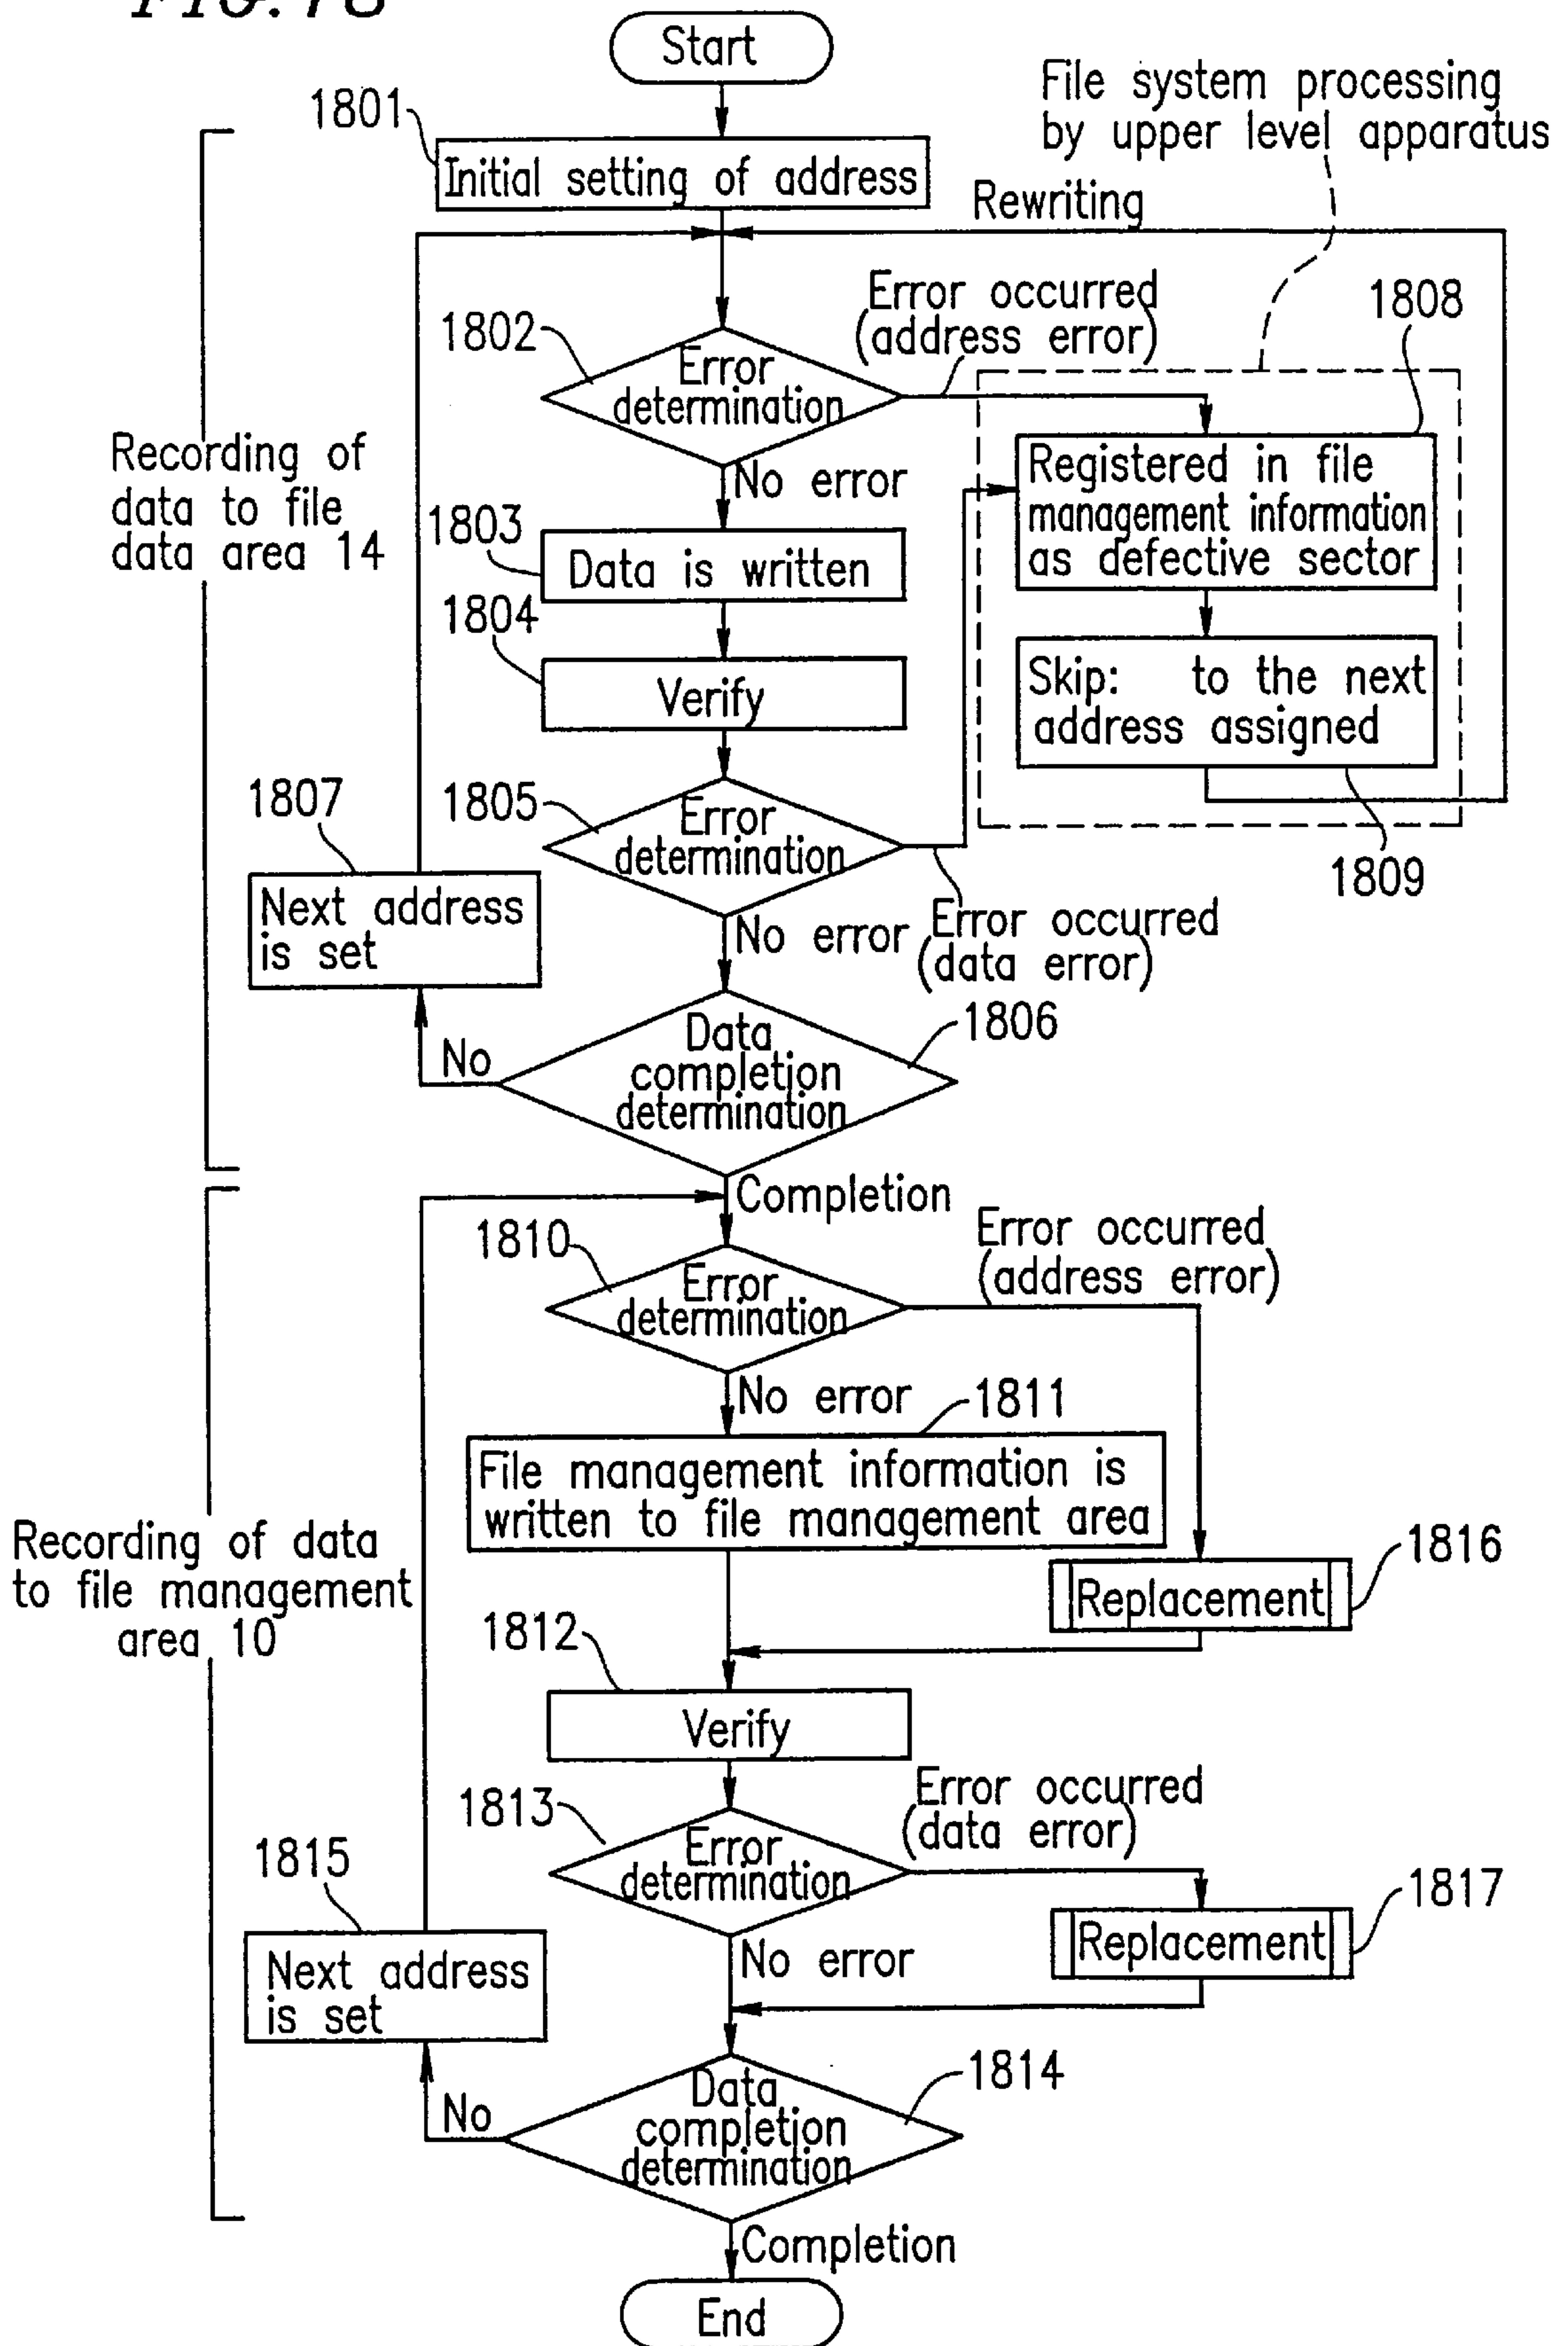 Start
1801
Initial setting of address
File system processing
by upper level apparatus
Rewriting
1802
Error
determination
Error occurred
(address error)
1808
No error
Registered in file
management information
as defective sector
Recording of
data to file
data area 14
1803
Data is written
1804
Verify
Skip: to the next
address assigned
1809
1805
Error
determination
1807
Next address
is set
No error
Error occurred
(data error)
1806
Data
completion
determination
No
Completion
1810
Error
determination
Error occurred
(address error)
No error
1811
File management information is
written to file management area
Recording of data
to file management
area 10
1816
Replacement
1812
Verify
1813
Error
determination
Error occurred
(data error)
1815
Next address
is set
No error
1817
Replacement
1814
Data
completion
determination
No
Completion
End